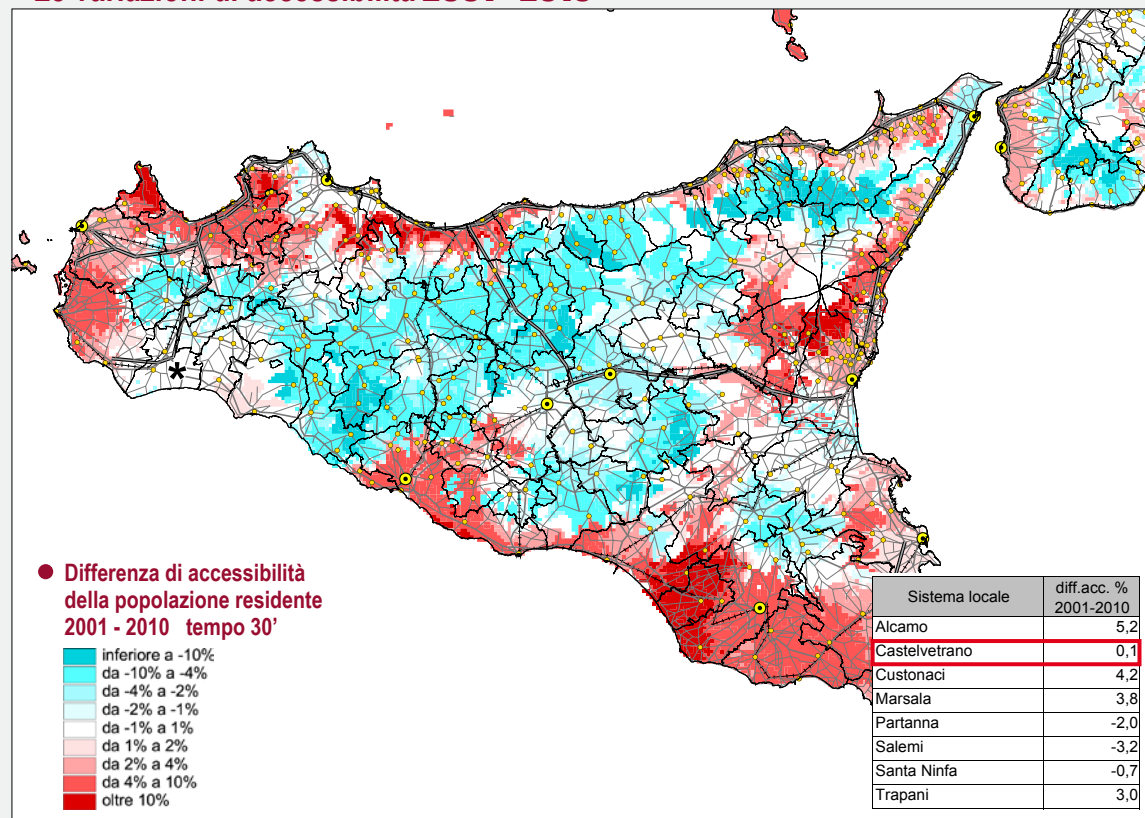 ● Differenza di accessibilità
della popolazione residente
2001 - 2010 tempo 30'
inferiore a -10%
da -10% a -4%
da -4% a -2%
da -2% a -1%
da -1% a 1%
da 1% a 2%
da 2% a 4%
da 4% a 10%
oltre 10%
Sistema locale diff.acc. % 2001-2010
Alcamo 5,2
Castelvetrano 0,1
Custonaci 4,2
Marsala 3,8
Partanna -2,0
Salemi -3,2
Santa Ninfa -0,7
Trapani 3,0